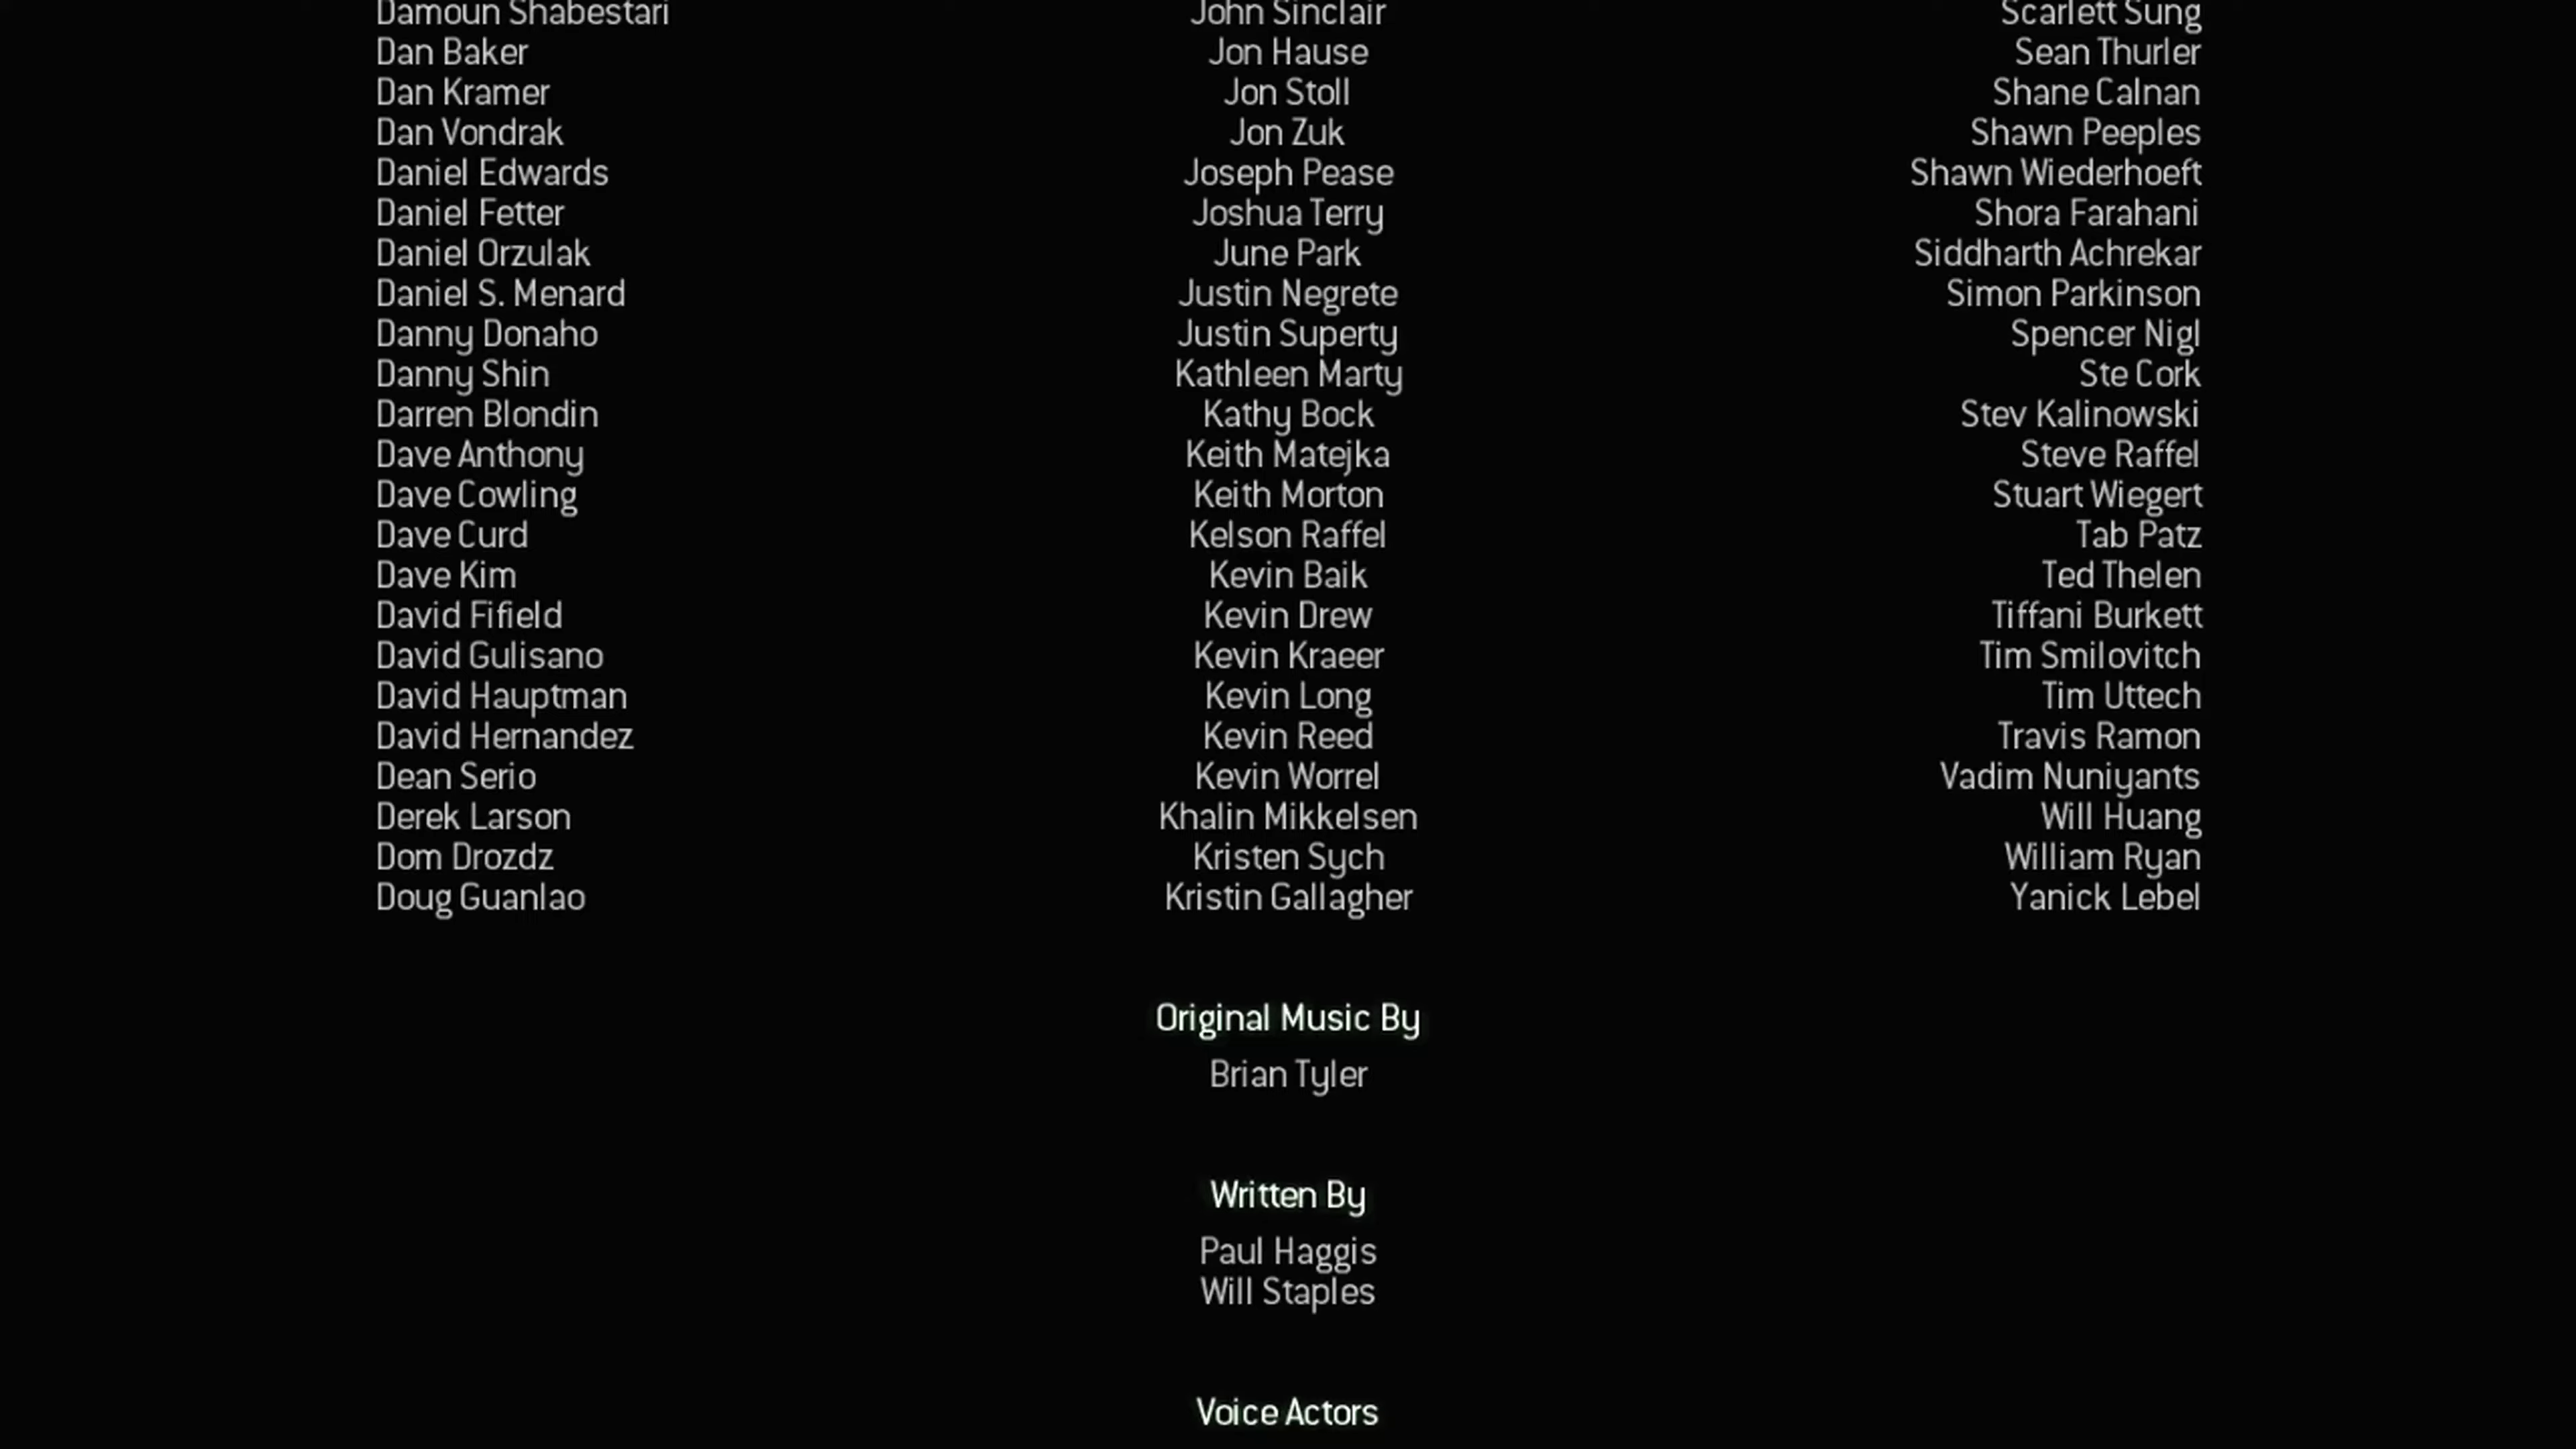 Damoun Shabestari
Dan Baker
Dan Kramer
Dan Vondrak
Daniel Edwards
Daniel Fetter
Daniel Orzulak
Daniel S. Menard
Danny Donaho
Danny Shin
Darren Blondin
Dave Anthony
Dave Cowling
Dave Curd
Dave Kim
David Fifield
David Gulisano
David Hauptman
David Hernandez
Dean Serio
Derek Larson
Dom Drozdz
Doug Guanlao
John Sinclair
Jon Hause
Jon Stoll
Jon Zuk
Joseph Pease
Joshua Terry
June Park
Justin Negrete
Justin Superty
Kathleen Marty
Kathy Bock
Keith Matejka
Keith Morton
Kelson Raffel
Kevin Baik
Kevin Drew
Kevin Kraeer
Kevin Long
Kevin Reed
Kevin Worrel
Khalin Mikkelsen
Kristen Sych
Kristin Gallagher
Scarlett Sung
Sean Thurler
Shane Calnan
Shawn Peeples
Shawn Wiederhoeft
Shora Farahani
Siddharth Achrekar
Simon Parkinson
Spencer Nigl
Ste Cork
Stev Kalinowski
Steve Raffel
Stuart Wiegert
Tab Patz
Ted Thelen
Tiffani Burkett
Tim Smilovitch
Tim Uttech
Travis Ramon
Vadim Nuniyants
Will Huang
William Ryan
Yanick Lebel
Original Music By
Brian Tyler
Written By
Paul Haggis
Will Staples
Voice Actors